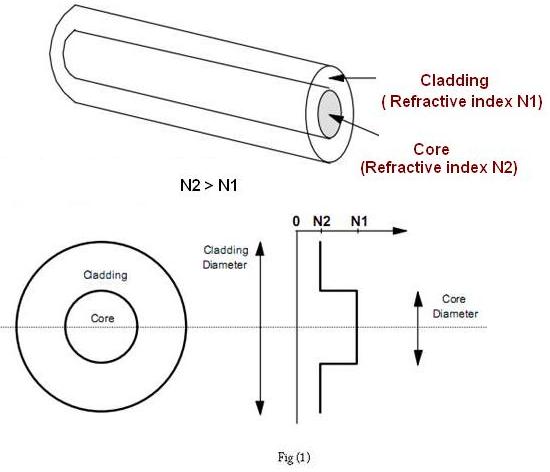 Cladding
( Refractive index N1)
Core
(Refractive index N2)
N2 > N1
0 N2 N1
Cladding
Diameter
Cladding
Core
Core
Diameter
Fig (1)